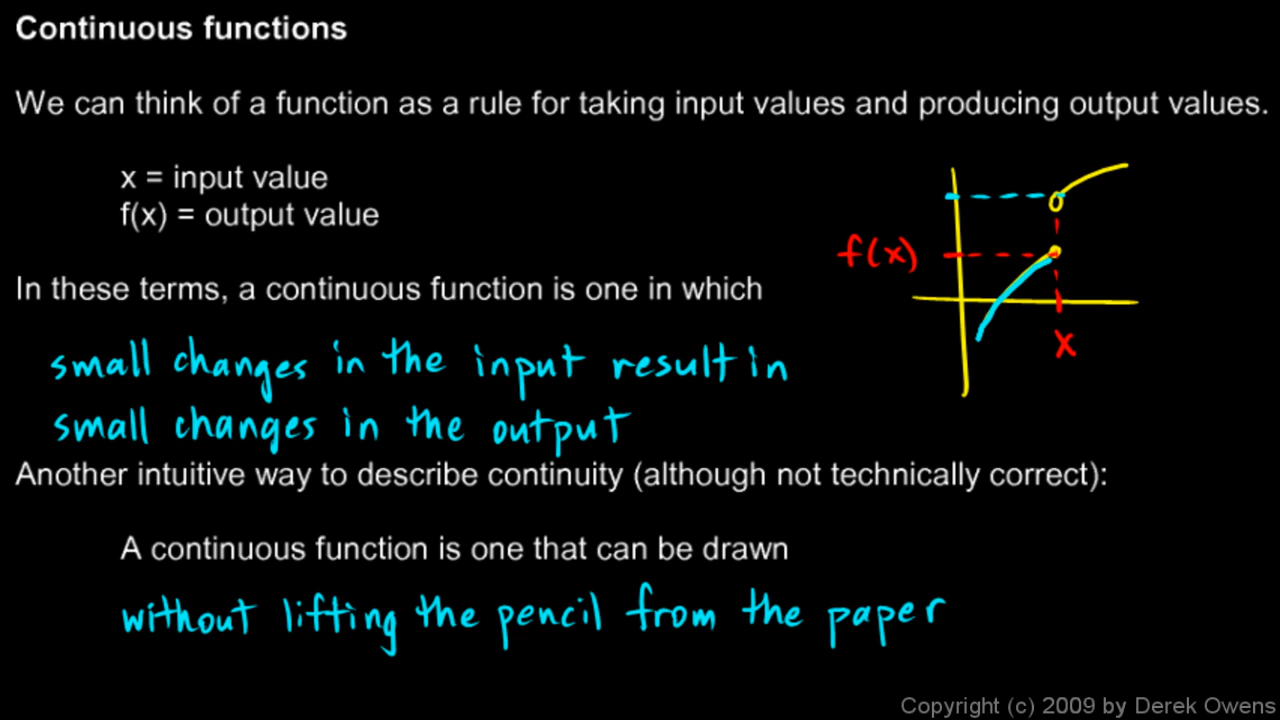 Continuous functions
We can think of a function as a rule for taking input values and producing output values.
x = input value
f(x) = output value
f(x)
In these terms, a continuous function is one in which
x
small changes in the input result in
small changes in the output
Another intuitive way to describe continuity (although not technically correct):
A continuous function is one that can be drawn
without lifting the pencil from the paper
Copyright (c) 2009 by Derek Owens